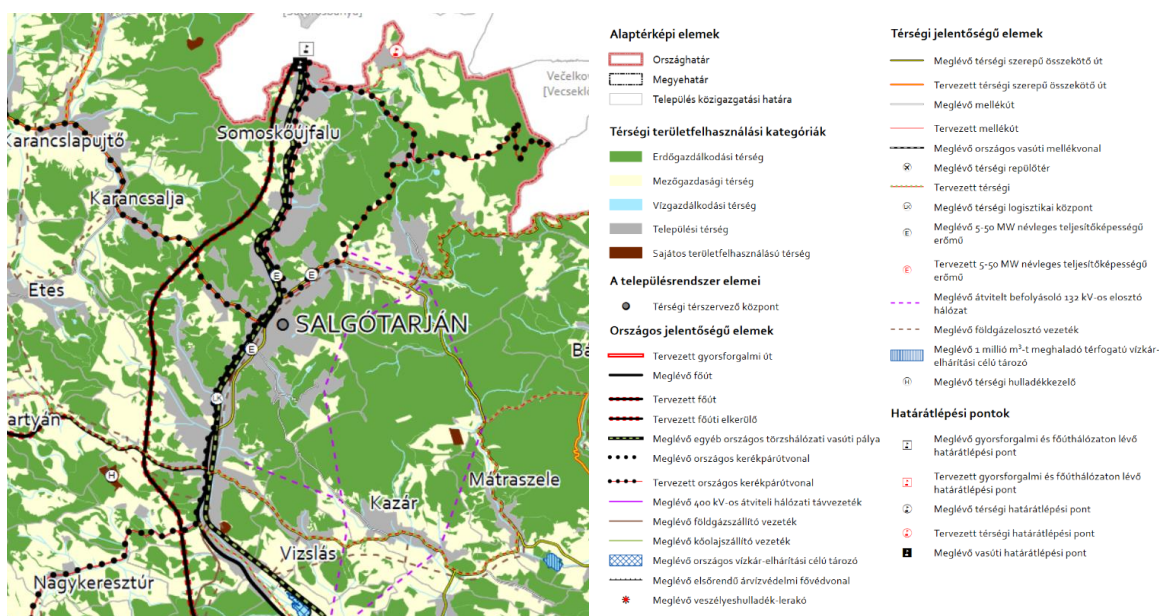 Večelkov
[Vecseklő
Karancslapujtő
Somoskőújfalu
Karancsalja
E
E
Etes
SALGÓTARJÁN
E
LK
artyán
H
Mátraszele
Kazár
Vizslás
Nagykeresztúr
Alaptérképi elemek
Országhatár
Megyehatár
Település közigazgatási határa
Térségi területfelhasználási kategóriák
Erdőgazdálkodási térség
Mezőgazdasági térség
Vízgazdálkodási térség
Települési térség
Sajátos területfelhasználású térség
A településrendszer elemei
Térségi térszervező központ
Országos jelentőségű elemek
Tervezett gyorsforgalmi út
Meglévő főút
Tervezett főút
Tervezett főúti elkerülő
Meglévő egyéb országos törzshálózati vasúti pálya
Meglévő országos kerékpárútvonal
Tervezett országos kerékpárútvonal
Meglévő 400 kV-os átviteli hálózati távvezeték
Meglévő földgázszállító vezeték
Meglévő kőolajszállító vezeték
Meglévő országos vízkár-elhárítási célú tározó
Meglévő elsőrendű árvízvédelmi fővédvonal
Meglévő veszélyeshulladék-lerakó
Térségi jelentőségű elemek
Meglévő térségi szerepű összekötő út
Tervezett térségi szerepű összekötő út
Meglévő mellékút
Tervezett mellékút
Meglévő országos vasúti mellékvonal
Meglévő térségi repülőtér
Tervezett térségi
Meglévő térségi logisztikai központ
Meglévő 5-50 MW névleges teljesítőképességű
erőmű
Tervezett 5-50 MW névleges teljesítőképességű
erőmű
Meglévő átvitelt befolyásoló 132 kV-os elosztó
hálózat
Meglévő földgázelosztó vezeték
Meglévő 1 millió m³-t meghaladó térfogatú vízkár-
elhárítási célú tározó
Meglévő térségi hulladékkezelő
Határátlépési pontok
Meglévő gyorsforgalmi és főúthálózaton lévő
határátlépési pont
Tervezett gyorsforgalmi és főúthálózaton lévő
határátlépési pont
Meglévő térségi határátlépési pont
Tervezett térségi határátlépési pont
Meglévő vasúti határátlépési pont